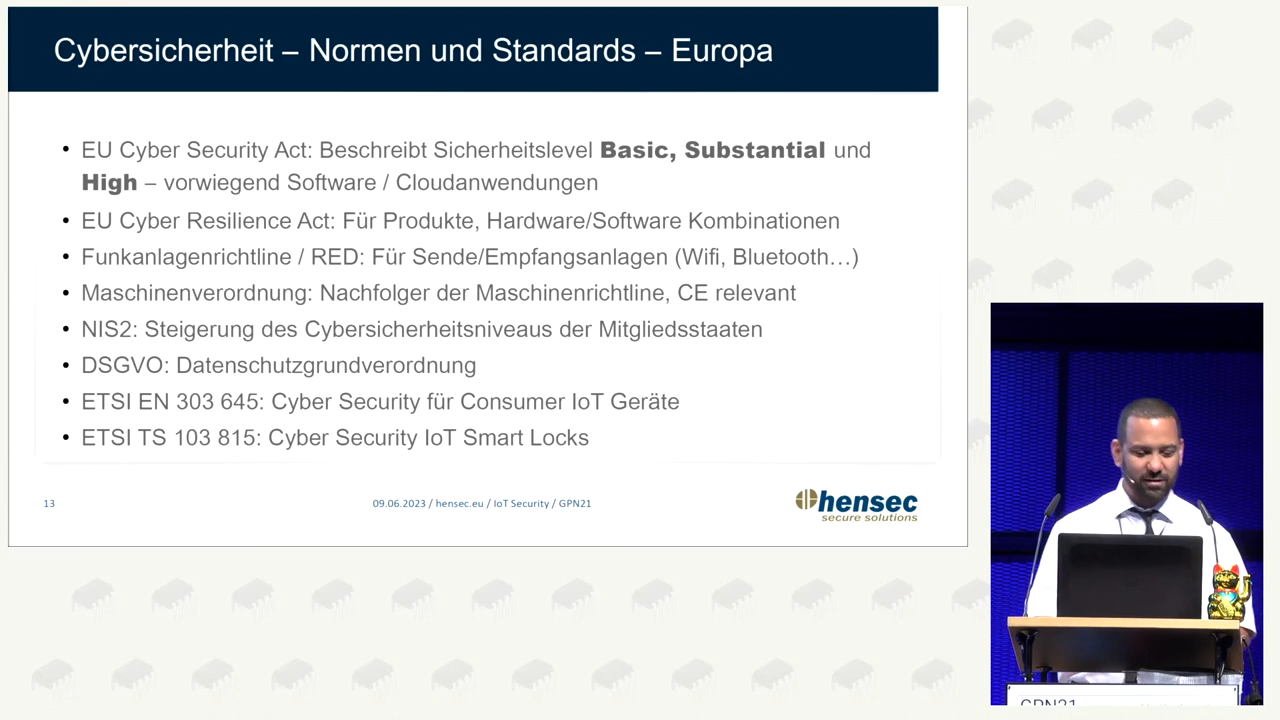 Cybersicherheit – Normen und Standards – Europa
• EU Cyber Security Act: Beschreibt Sicherheitslevel Basic, Substantial und
High – vorwiegend Software / Cloudanwendungen
• EU Cyber Resilience Act: Für Produkte, Hardware/Software Kombinationen
• Funkanlagenrichtline / RED: Für Sende/Empfangsanlagen (Wifi, Bluetooth…)
• Maschinenverordnung: Nachfolger der Maschinenrichtline, CE relevant
• NIS2: Steigerung des Cybersicherheitsniveaus der Mitgliedsstaaten
• DSGVO: Datenschutzgrundverordnung
• ETSI EN 303 645: Cyber Security für Consumer IoT Geräte
• ETSI TS 103 815: Cyber Security IoT Smart Locks
13
09.06.2023 / hensec.eu / IoT Security / GPN21
hensec
secure solutions
GPN21